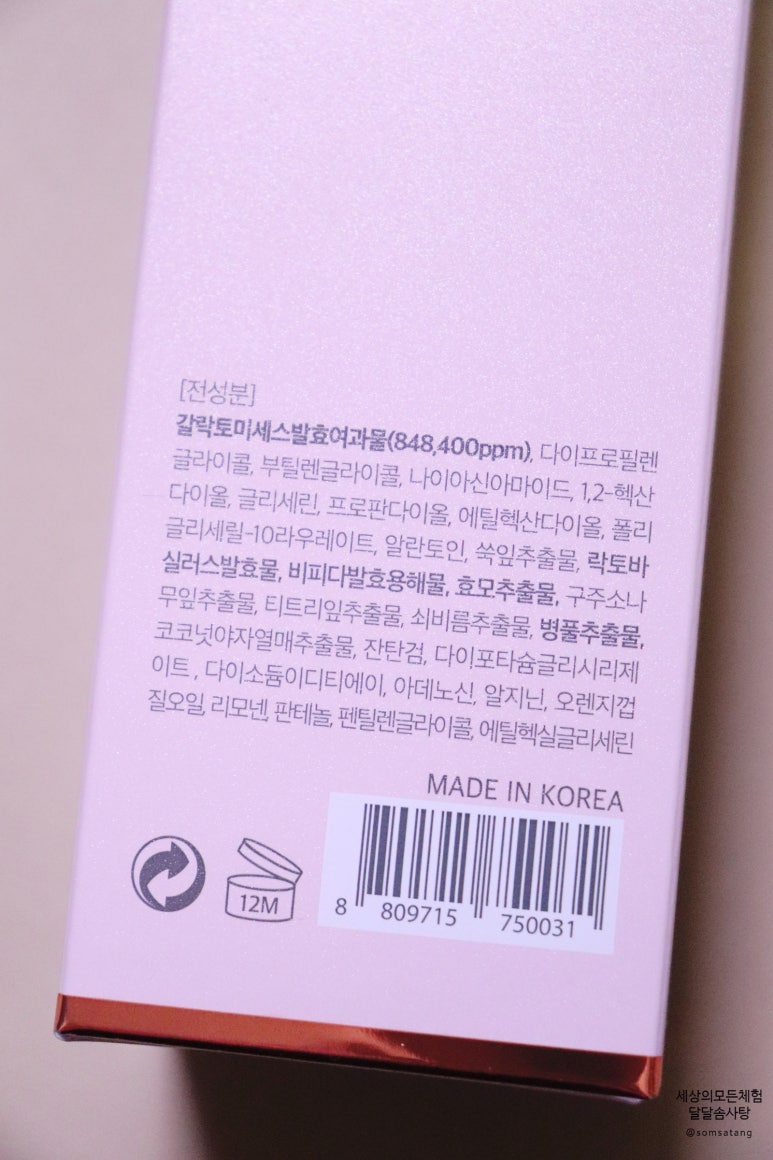 [전성분]
갈락토미세스발효여과물(848,400ppm), 다이프로필렌
글라이콜, 부틸렌글라이콜, 나이아신아마이드, 1,2-헥산
다이올, 글리세린, 프로판다이올, 에틸헥산다이올, 폴리
글리세릴-10라우레이트, 알란토인, 쑥잎추출물, 락토바
실러스발효물, 비피다발효용해물, 효모추출물, 구주소나
무잎추출물, 티트리잎추출물, 쇠비름추출물, 병풀추출물,
코코넛야자열매추출물, 잔탄검, 다이포타슘글리시리제
이트, 다이소듐이디티에이, 아데노신, 알지닌, 오렌지껍
질오일, 리모넨, 판테놀, 펜틸렌글라이콜, 에틸헥실글리세린
MADE IN KOREA
12M
8 809715 750031
세상의모든체험
달달솜사탕
@somsatang